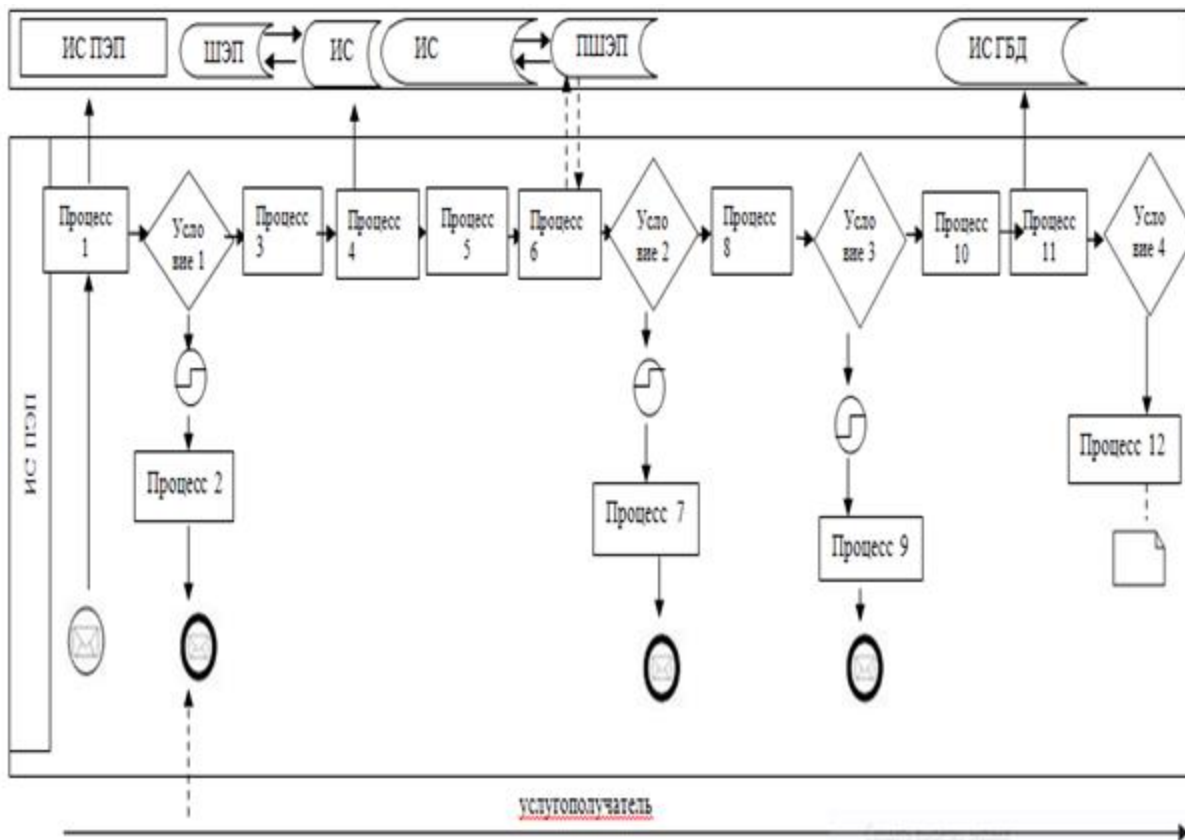 ИС ПЭП
ШЭП
ИС
ИС
ПШЭП
ИС ГБД
Процесс
1
Усло
вие 1
Процесс
3
Процесс
4
Процесс
5
Процесс
6
Усло
вие 2
Процесс
8
Усло
вие 3
Процесс
10
Процесс
11
Усло
вие 4
Процесс 2
Процесс 7
Процесс 9
Процесс 12
услугополучатель